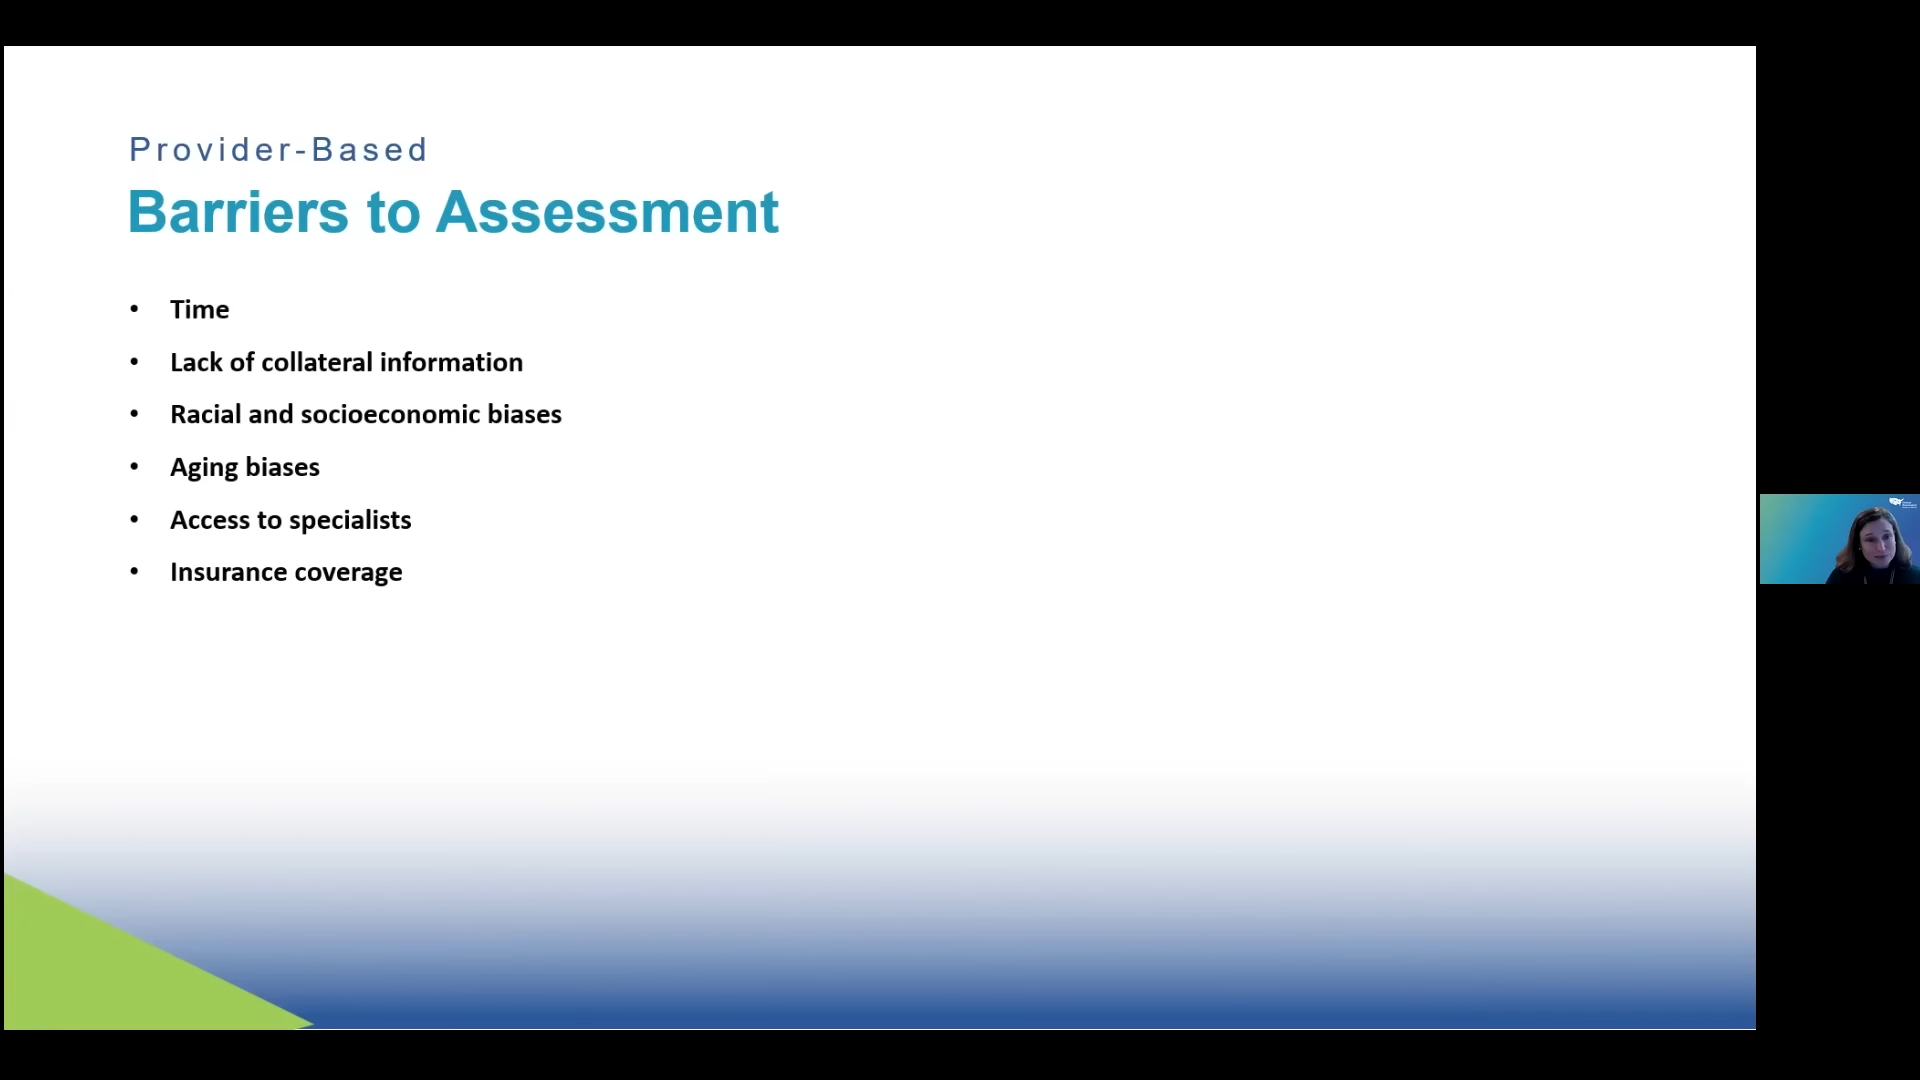 Provider-Based
Barriers to Assessment
• Time
• Lack of collateral information
• Racial and socioeconomic biases
• Aging biases
• Access to specialists
• Insurance coverage